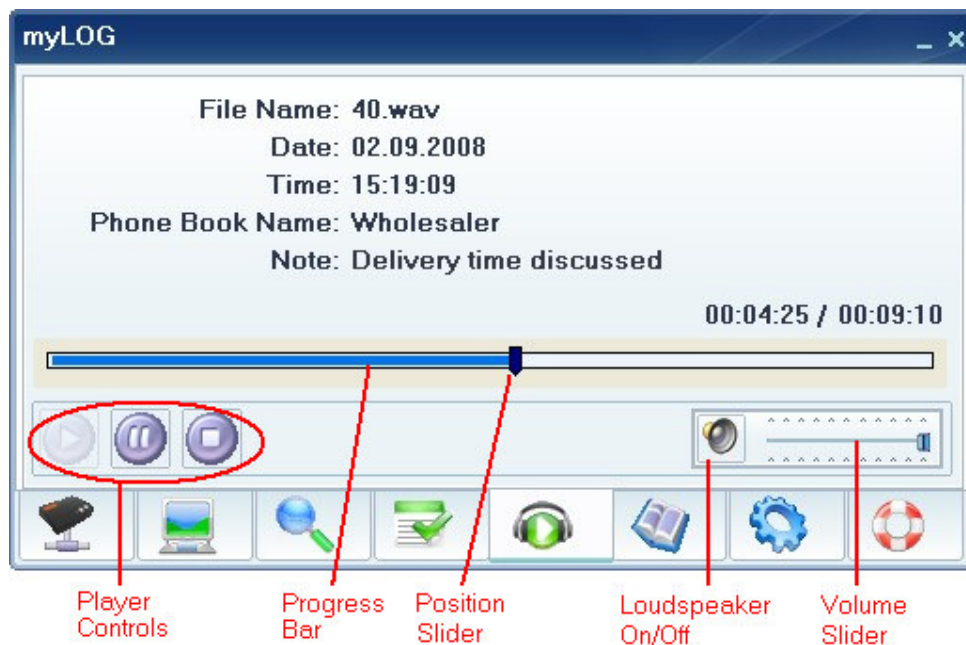 myLOG
File Name: 40.wav
Date: 02.09.2008
Time: 15:19:09
Phone Book Name: Wholesaler
Note: Delivery time discussed
00:04:25 / 00:09:10
Player Controls
Progress Bar
Position Slider
Loudspeaker On/Off
Volume Slider